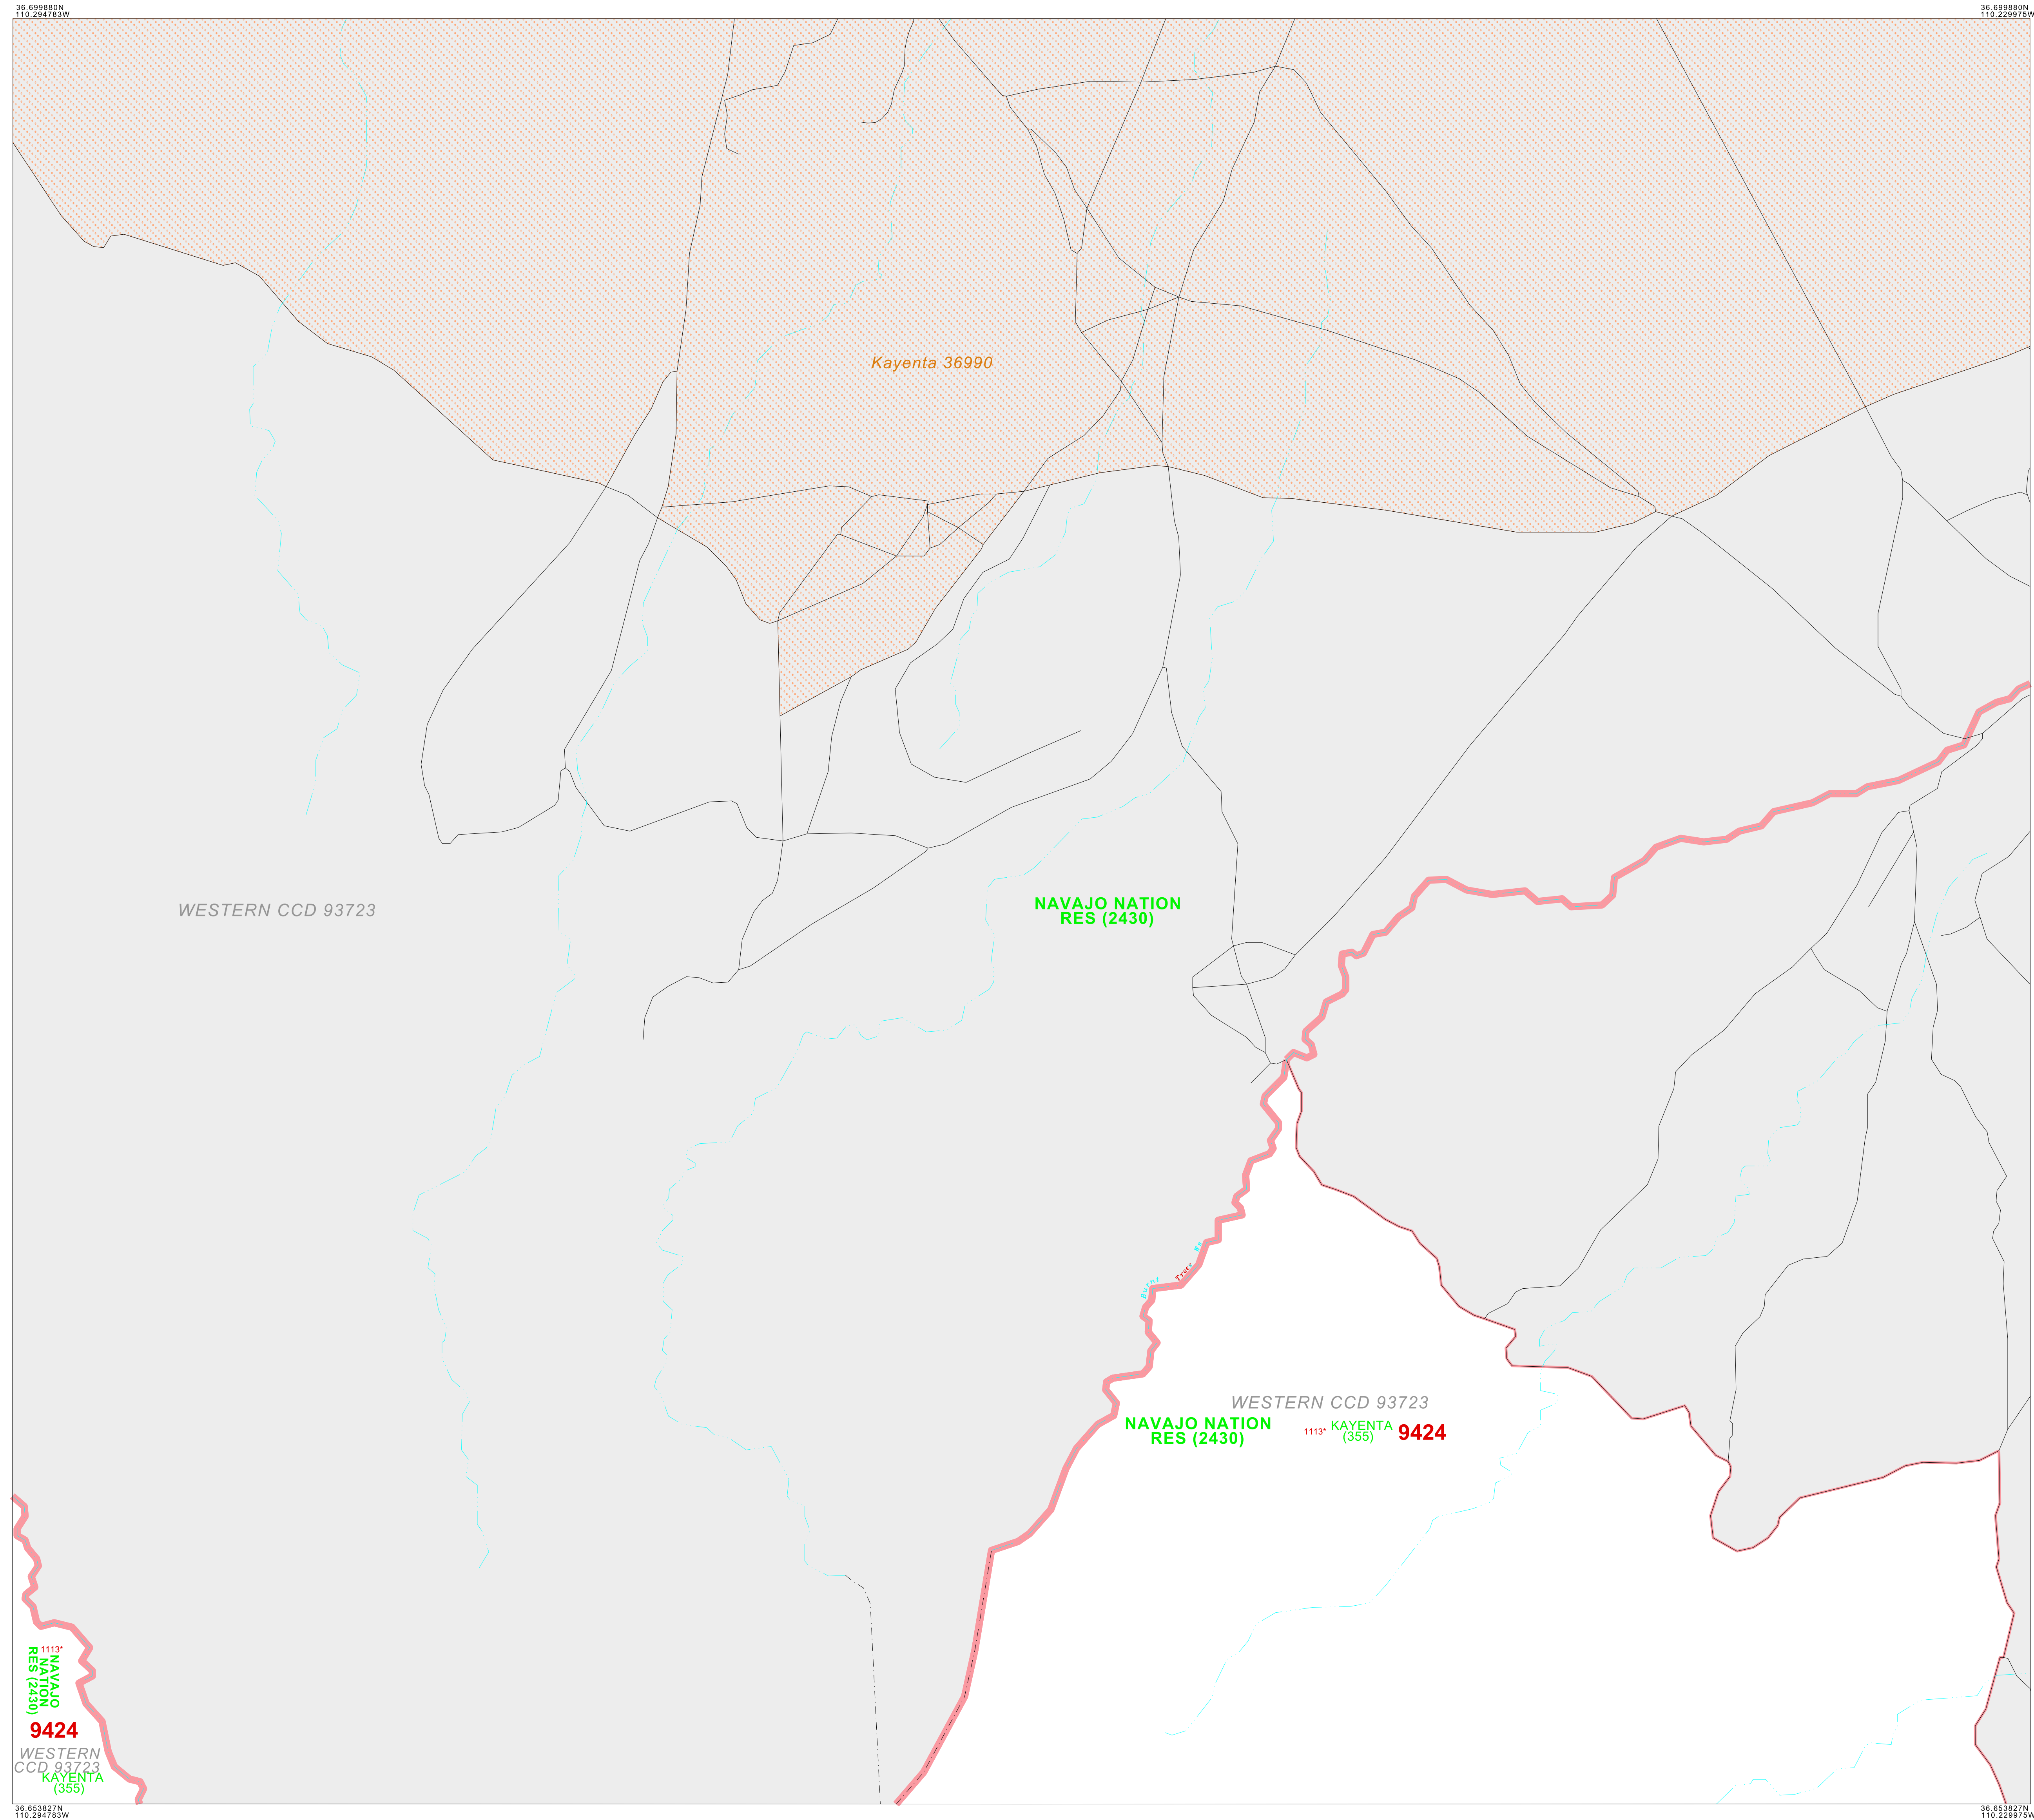 36.699880N
110.294783W
36.699880N
110.229975W
Kayenta 36990
WESTERN CCD 93723
NAVAJO NATION
RES (2430)
Burnt
Trees
WESTERN CCD 93723
NAVAJO NATION
RES (2430)
1113*
KAYENTA
(355)
9424
1113*
NAVAJO
NATION
RES (2430)
9424
WESTERN
CCD 93723
KAYENTA
(355)
36.653827N
110.294783W
36.653827N
110.229975W